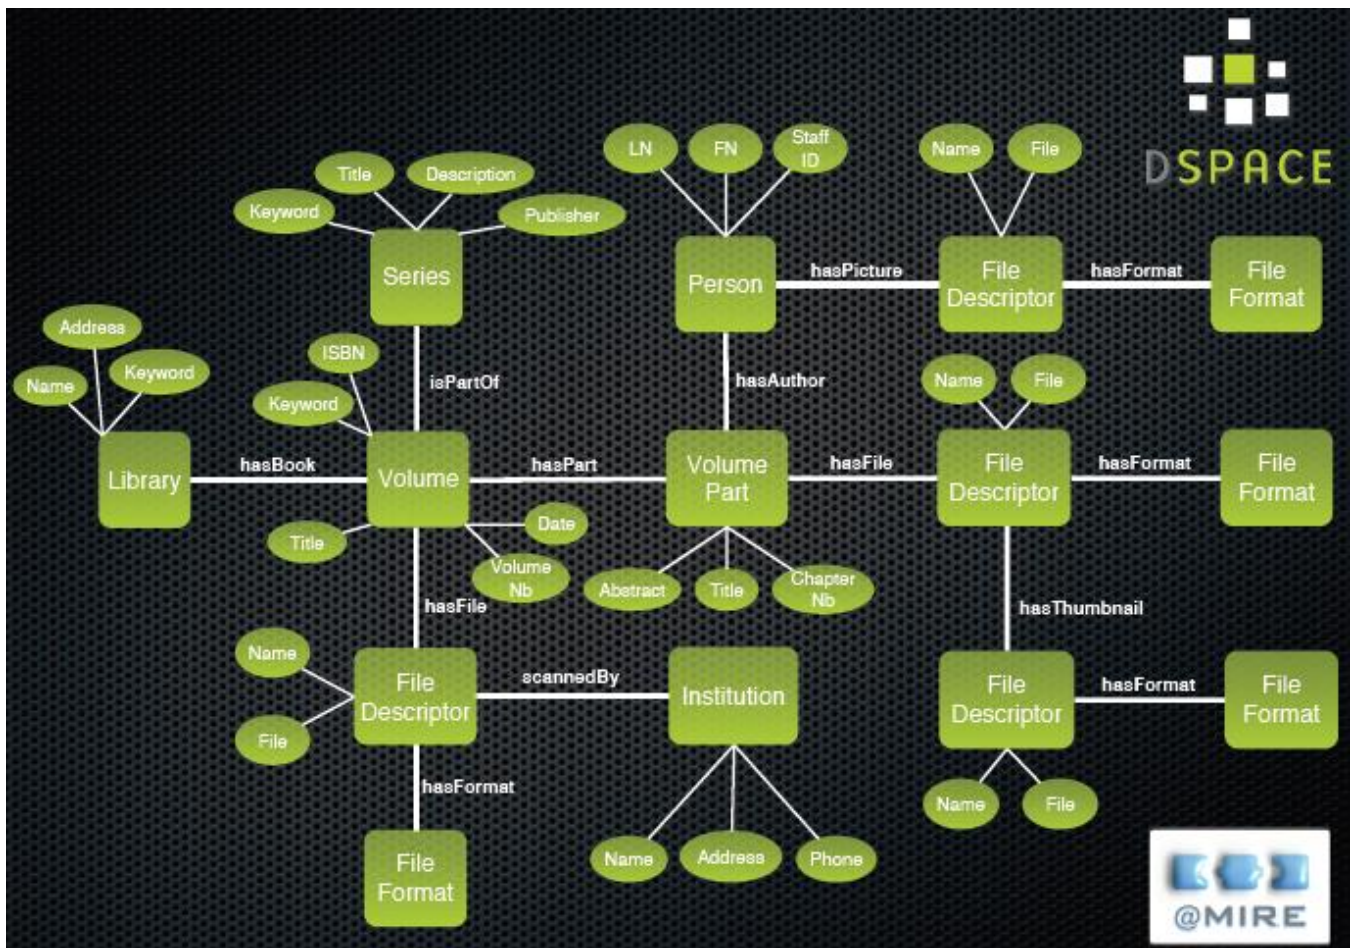 DSPACE
LN
FN
Staff
ID
Name
File
Title
Description
Keyword
Publisher
Series
Person
hasPicture
File
Descriptor
hasFormat
File
Format
Address
Name
Keyword
ISBN
Keyword
isPartOf
hasAuthor
Name
File
Library
hasBook
Volume
hasPart
Volume
Part
hasFile
File
Descriptor
hasFormat
File
Format
Title
Date
Volume
Nb
Abstract
Title
Chapter
Nb
hasFile
hasThumbnail
Name
File
File
Descriptor
scannedBy
Institution
File
Descriptor
hasFormat
File
Format
hasFormat
Name
File
File
Format
Name
Address
Phone
@MIRE